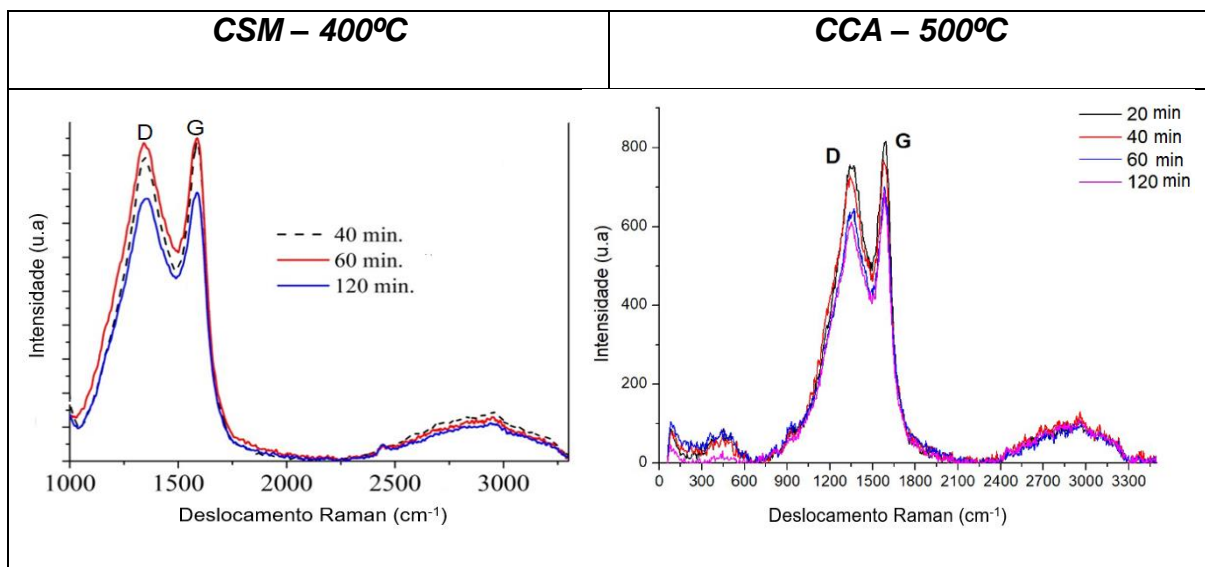 CSM – 400ºC
CCA – 500ºC
D
G
Intensidade (u.a)
40 min.
60 min.
120 min.
1000
1500
2000
2500
3000
Deslocamento Raman (cm-1)
20 min
40 min
60 min
120 min
D
G
Intensidade (u.a)
800
600
400
200
0
0 300 600 900 1200 1500 1800 2100 2400 2700 3000 3300
Deslocamento Raman (cm-1)